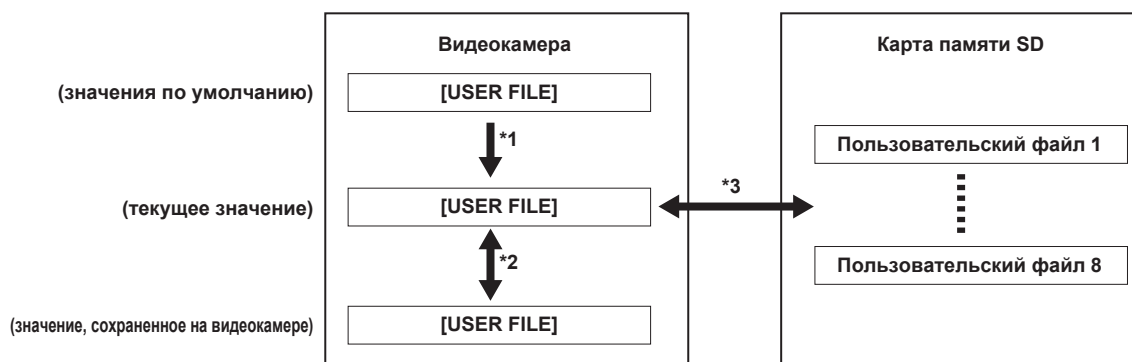 Видеокамера
Карта памяти SD
(значения по умолчанию)
[USER FILE]
*1
Пользовательский файл 1
(текущее значение)
[USER FILE]
*3
*2
Пользовательский файл 8
(значение, сохраненное на видеокамере)
[USER FILE]